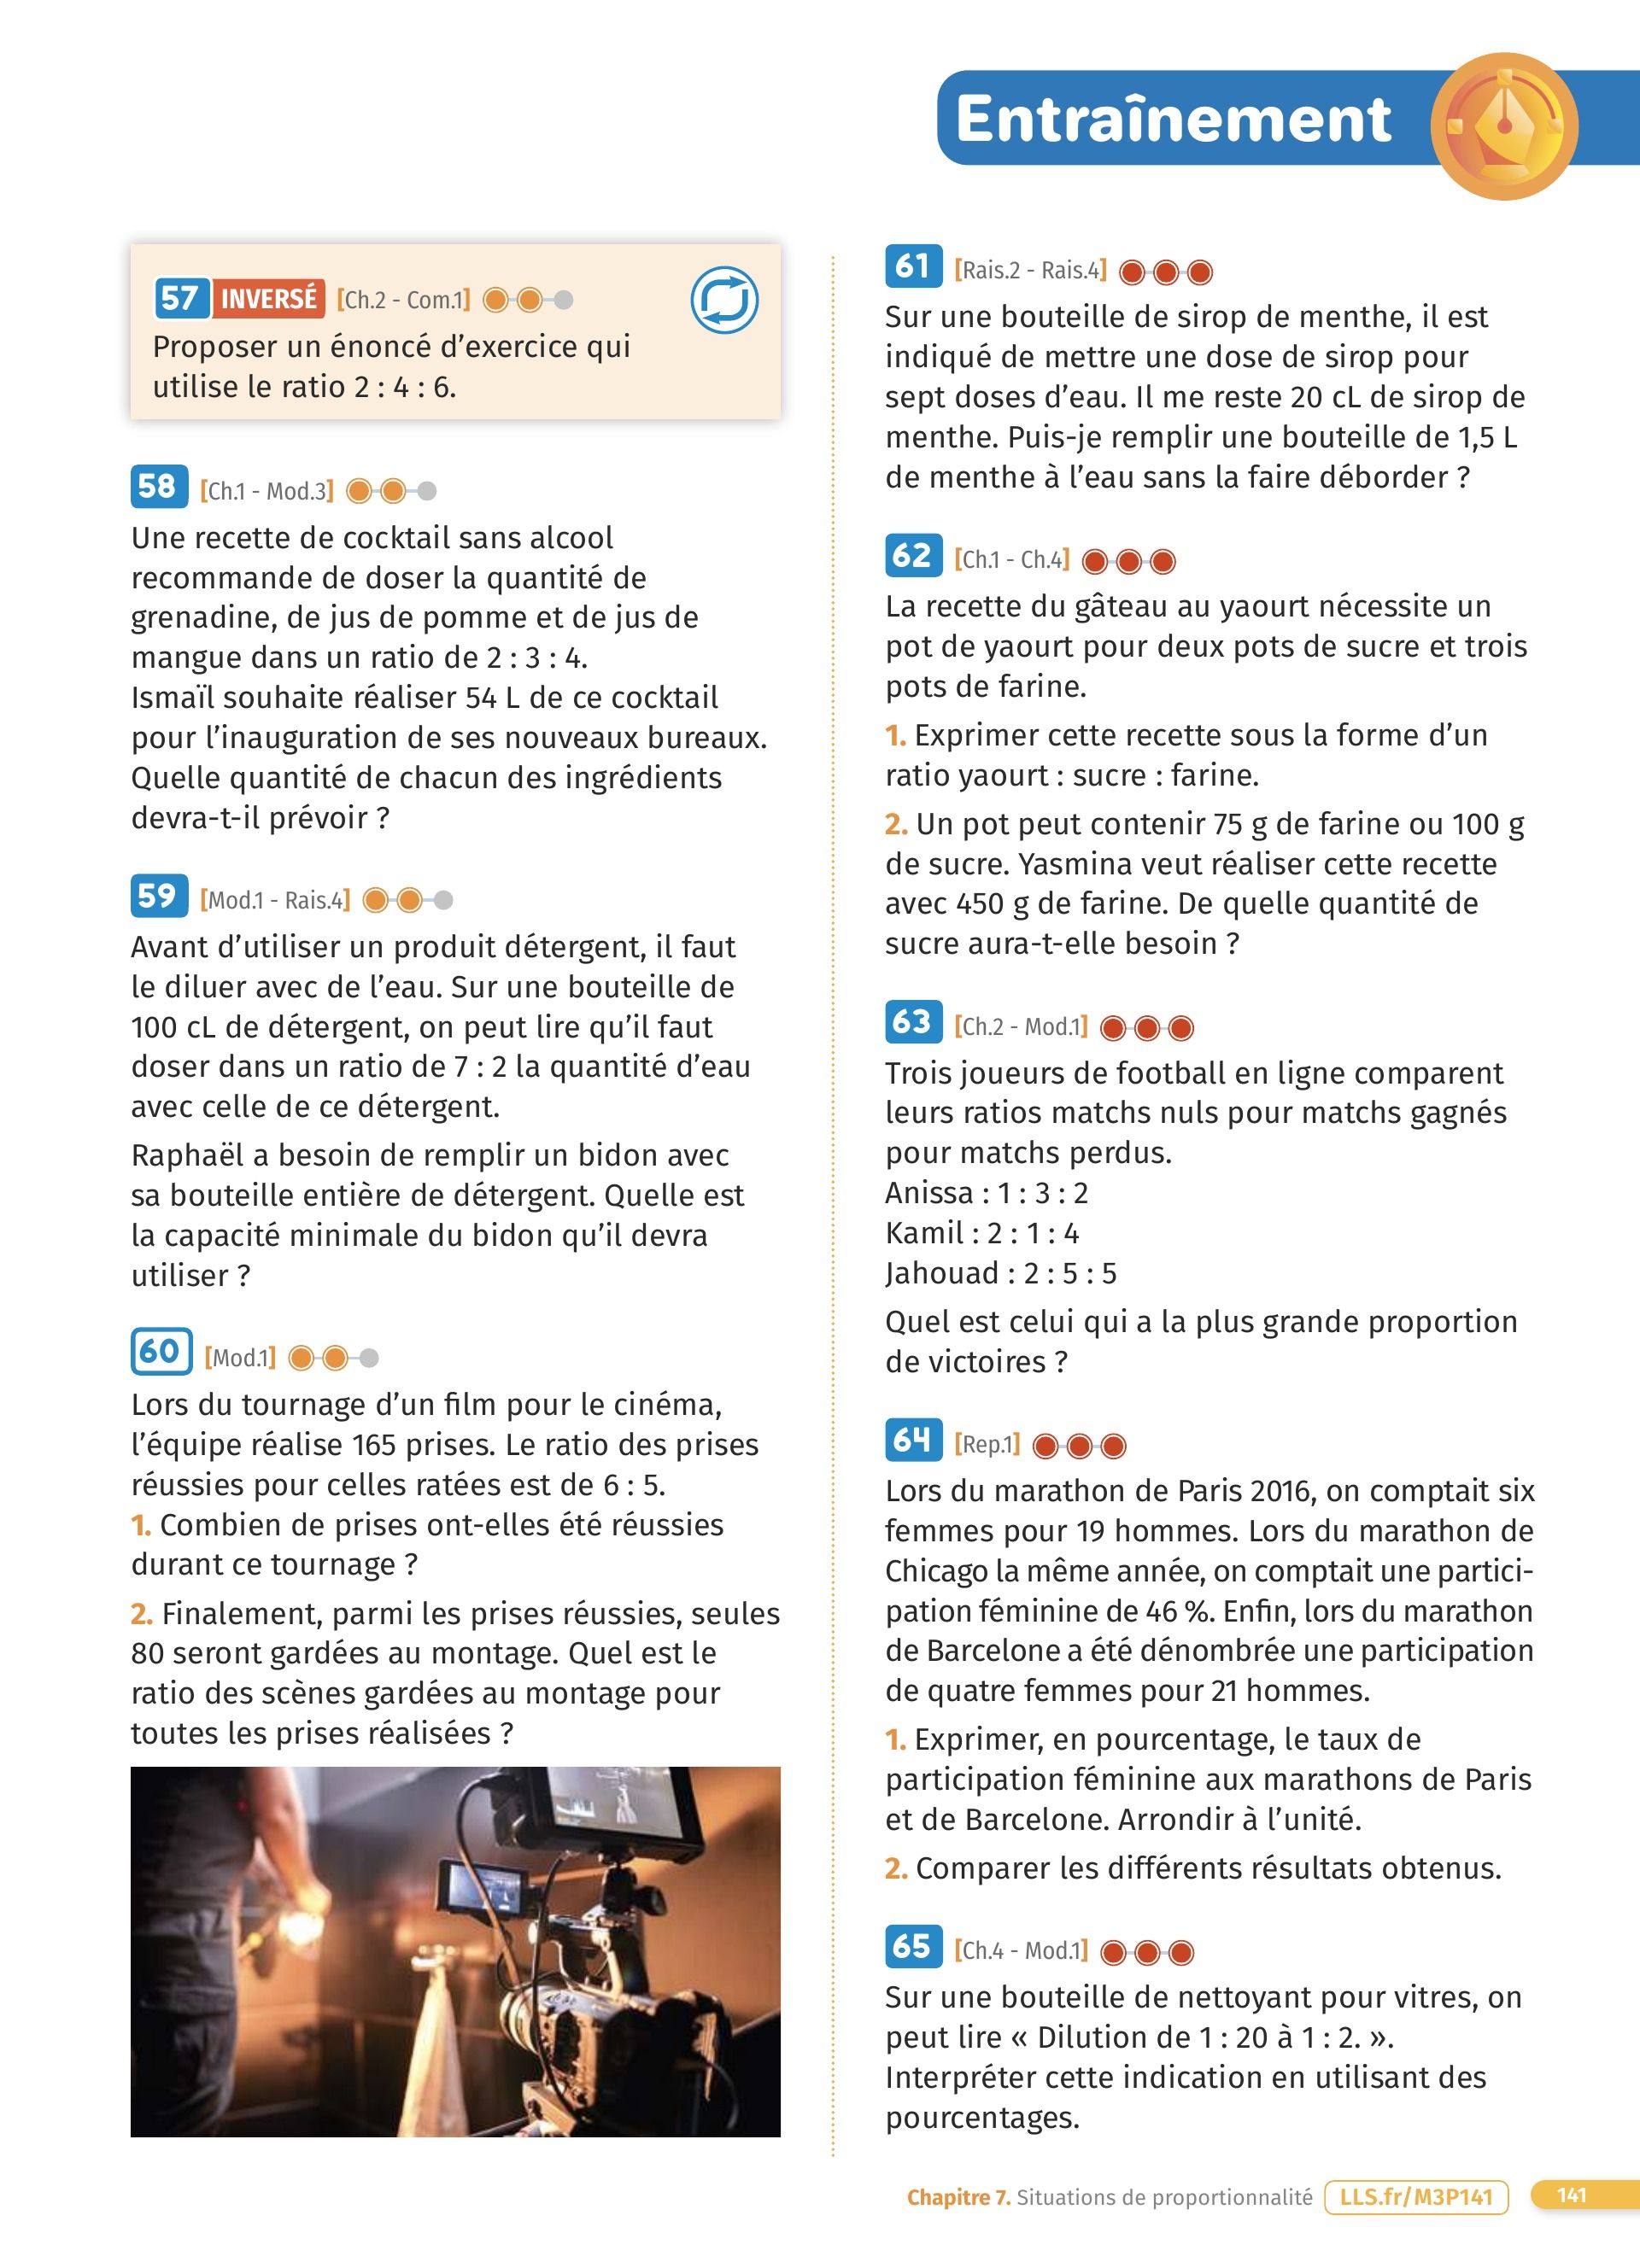 Entraînement
57 INVERSÉ [Ch.2 - Com.1]
Proposer un énoncé d’exercice qui
utilise le ratio 2 : 4 : 6.
58 [Ch.1 - Mod.3]
Une recette de cocktail sans alcool
recommande de doser la quantité de
grenadine, de jus de pomme et de jus de
mangue dans un ratio de 2 : 3 : 4.
Ismaïl souhaite réaliser 54 L de ce cocktail
pour l’inauguration de ses nouveaux bureaux.
Quelle quantité de chacun des ingrédients
devra-t-il prévoir ?
59 [Mod.1 - Rais.4]
Avant d’utiliser un produit détergent, il faut
le diluer avec de l’eau. Sur une bouteille de
100 cL de détergent, on peut lire qu’il faut
doser dans un ratio de 7 : 2 la quantité d’eau
avec celle de ce détergent.
Raphaël a besoin de remplir un bidon avec
sa bouteille entière de détergent. Quelle est
la capacité minimale du bidon qu’il devra
utiliser ?
60 [Mod.1]
Lors du tournage d’un film pour le cinéma,
l’équipe réalise 165 prises. Le ratio des prises
réussies pour celles ratées est de 6 : 5.
1. Combien de prises ont-elles été réussies
durant ce tournage ?
2. Finalement, parmi les prises réussies, seules
80 seront gardées au montage. Quel est le
ratio des scènes gardées au montage pour
toutes les prises réalisées ?
61 [Rais.2 - Rais.4]
Sur une bouteille de sirop de menthe, il est
indiqué de mettre une dose de sirop pour
sept doses d’eau. Il me reste 20 cL de sirop de
menthe. Puis-je remplir une bouteille de 1,5 L
de menthe à l’eau sans la faire déborder ?
62 [Ch.1 - Ch.4]
La recette du gâteau au yaourt nécessite un
pot de yaourt pour deux pots de sucre et trois
pots de farine.
1. Exprimer cette recette sous la forme d’un
ratio yaourt : sucre : farine.
2. Un pot peut contenir 75 g de farine ou 100 g
de sucre. Yasmina veut réaliser cette recette
avec 450 g de farine. De quelle quantité de
sucre aura-t-elle besoin ?
63 [Ch.2 - Mod.1]
Trois joueurs de football en ligne comparent
leurs ratios matchs nuls pour matchs gagnés
pour matchs perdus.
Anissa : 1 : 3 : 2
Kamil : 2 : 1 : 4
Jahouad : 2 : 5 : 5
Quel est celui qui a la plus grande proportion
de victoires ?
64 [Rep.1]
Lors du marathon de Paris 2016, on comptait six
femmes pour 19 hommes. Lors du marathon de
Chicago la même année, on comptait une partici-
pation féminine de 46 %. Enfin, lors du marathon
de Barcelone a été dénombrée une participation
de quatre femmes pour 21 hommes.
1. Exprimer, en pourcentage, le taux de
participation féminine aux marathons de Paris
et de Barcelone. Arrondir à l’unité.
2. Comparer les différents résultats obtenus.
65 [Ch.4 - Mod.1]
Sur une bouteille de nettoyant pour vitres, on
peut lire « Dilution de 1 : 20 à 1 : 2. ».
Interpréter cette indication en utilisant des
pourcentages.
Chapitre 7. Situations de proportionnalité LLS.fr/M3P141 141